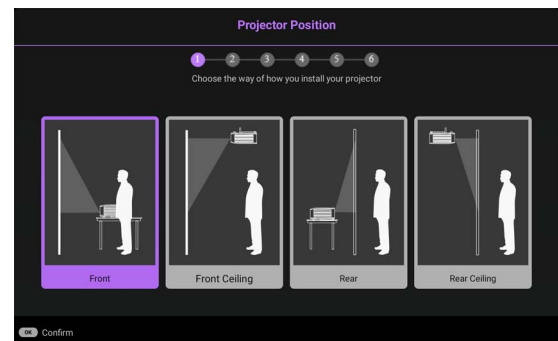 Projector Position
1 2 3 4 5 6
Choose the way of how you install your projector
Front
Front Ceiling
Rear
Rear Ceiling
OK Confirm